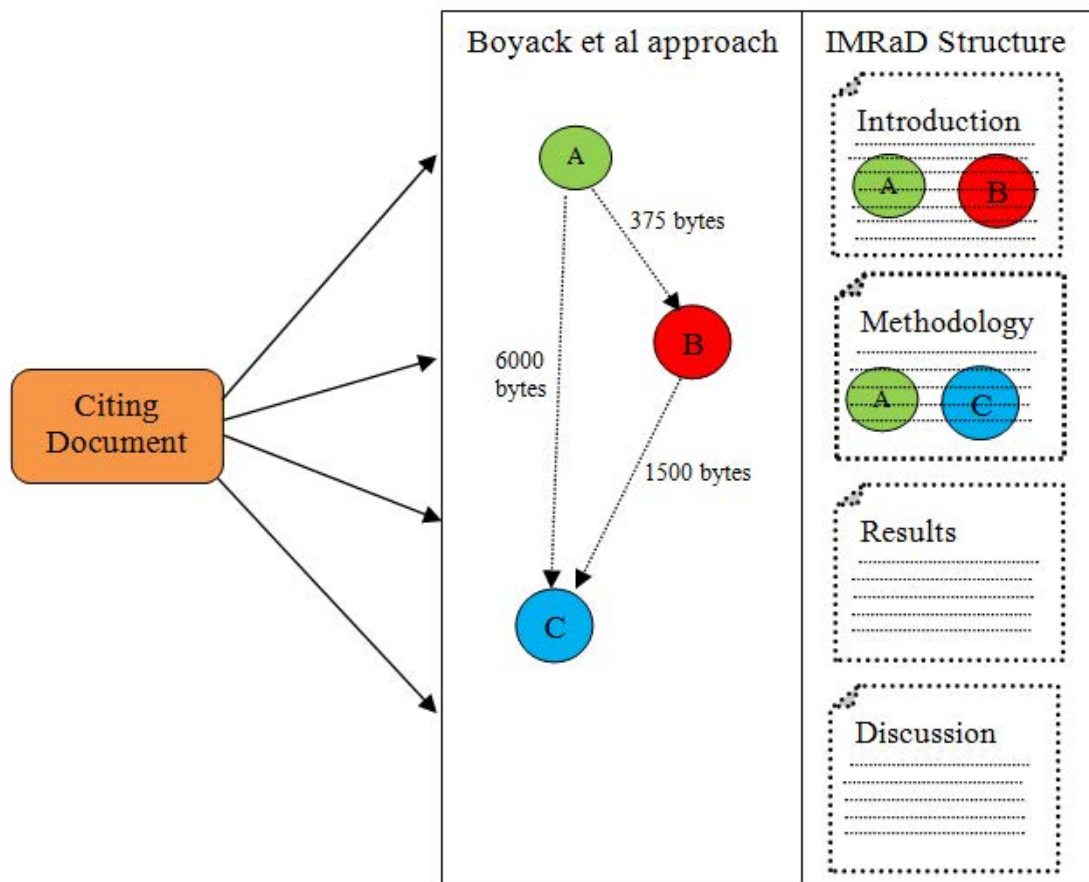 Boyack et al approach
IMRaD Structure
Citing
Document
A
375 bytes
B
6000
bytes
1500 bytes
C
Introduction
A
B
Methodology
A
C
Results
Discussion